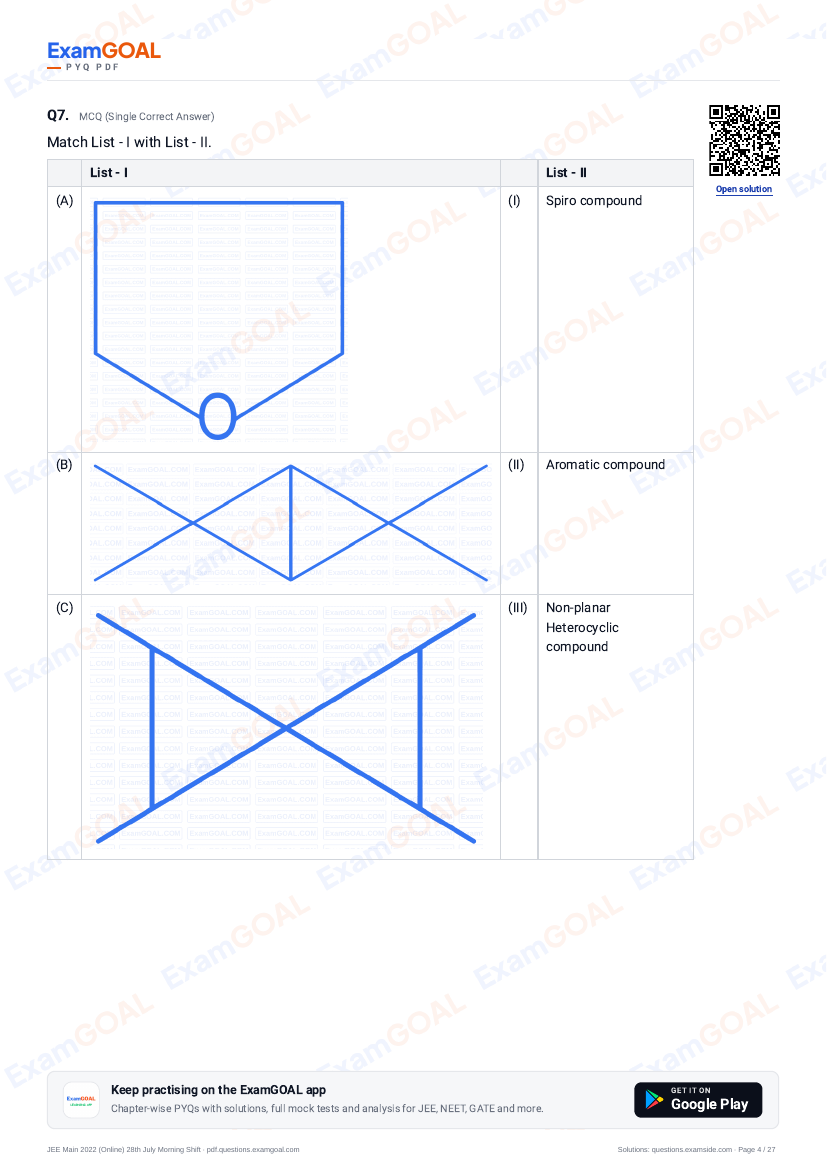 ExamGOAL
PYQ PDF
Q7. MCQ (Single Correct Answer)
Match List - I with List - II.
Open solution
List - I List - II
(A) (I) Spiro compound
O
(B) (II) Aromatic compound
(C) (III) Non-planar
Heterocyclic
compound
Keep practising on the ExamGOAL app
Chapter-wise PYQs with solutions, full mock tests and analysis for JEE, NEET, GATE and more.
GET IT ON
Google Play
JEE Main 2022 (Online) 28th July Morning Shift · pdf.questions.examgoal.com
Solutions: questions.examside.com · Page 4 / 27